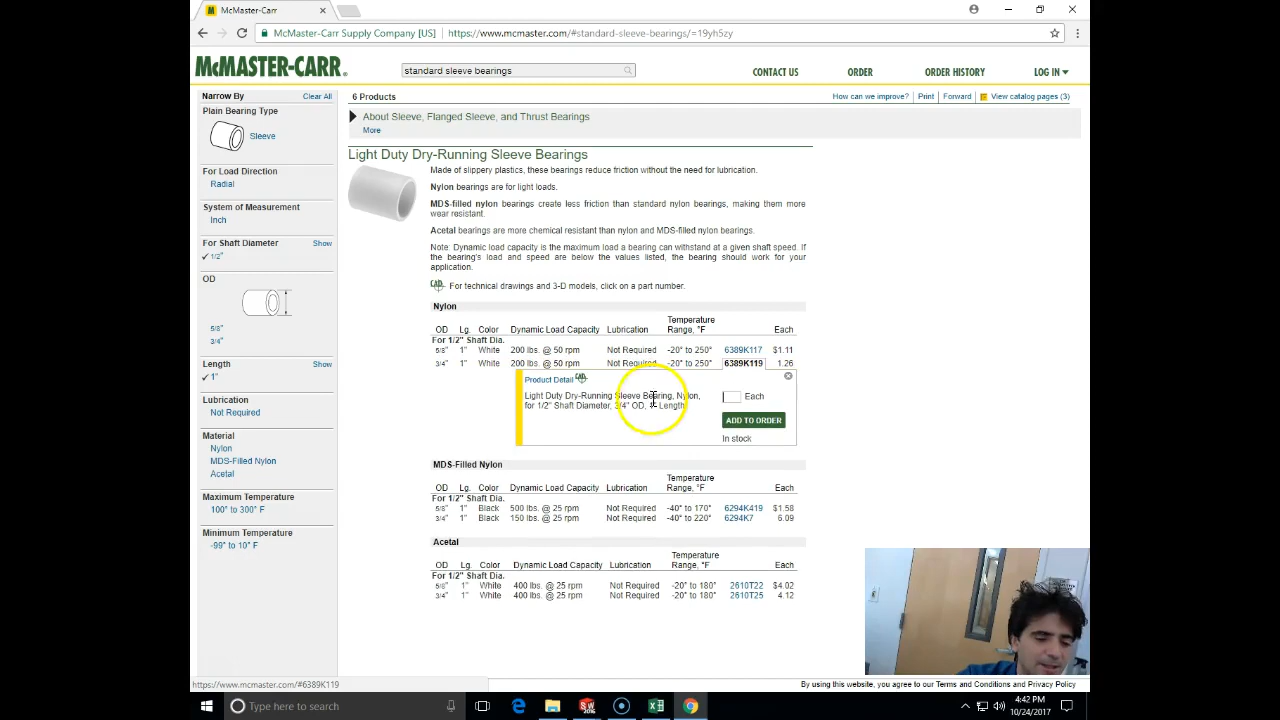 McMaster-Carr
McMaster-Carr Supply Company [US]
https://www.mcmaster.com/#standard-sleeve-bearings/=19yh5zy
McMASTER-CARR.
standard sleeve bearings
CONTACT US
ORDER
ORDER HISTORY
LOG IN
Narrow By
Clear All
Plain Bearing Type
Sleeve
For Load Direction
Radial
System of Measurement
Inch
For Shaft Diameter
Show
1/2"
OD
5/8"
3/4"
Length
Show
1"
Lubrication
Not Required
Material
Nylon
MDS-Filled Nylon
Acetal
Maximum Temperature
100° to 300° F
Minimum Temperature
-99° to 10° F
6 Products
How can we improve?
Print
Forward
View catalog pages (3)
About Sleeve, Flanged Sleeve, and Thrust Bearings
More
Light Duty Dry-Running Sleeve Bearings
Made of slippery plastics, these bearings reduce friction without the need for lubrication.
Nylon bearings are for light loads.
MDS-filled nylon bearings create less friction than standard nylon bearings, making them more
wear resistant.
Acetal bearings are more chemical resistant than nylon and MDS-filled nylon bearings.
Note: Dynamic load capacity is the maximum load a bearing can withstand at a given shaft speed. If
the bearing's load and speed are below the values listed, the bearing should work for your
application.
CAD For technical drawings and 3-D models, click on a part number.
Nylon
Temperature
OD Lg. Color Dynamic Load Capacity Lubrication Range, °F Each
For 1/2" Shaft Dia.
5/8" 1" White 200 lbs. @ 50 rpm Not Required -20° to 250° 6389K117 $1.11
3/4" 1" White 200 lbs. @ 50 rpm Not Required -20° to 250° 6389K119 1.26
Product Detail CAD
Light Duty Dry-Running Sleeve Bearing, Nylon,
for 1/2" Shaft Diameter, 3/4" OD, Length
Each
ADD TO ORDER
In stock
MDS-Filled Nylon
Temperature
OD Lg. Color Dynamic Load Capacity Lubrication Range, °F Each
For 1/2" Shaft Dia.
5/8" 1" Black 500 lbs. @ 25 rpm Not Required -40° to 170° 6294K419 $1.58
3/4" 1" Black 150 lbs. @ 25 rpm Not Required -40° to 220° 6294K7 6.09
Acetal
Temperature
OD Lg. Color Dynamic Load Capacity Lubrication Range, °F Each
For 1/2" Shaft Dia.
5/8" 1" White 400 lbs. @ 25 rpm Not Required -20° to 180° 2610T22 $4.02
3/4" 1" White 400 lbs. @ 25 rpm Not Required -20° to 180° 2610T25 4.12
https://www.mcmaster.com/#6389K119
By using this website, you agree to our Terms and Conditions and Privacy Policy.
Type here to search
4:42 PM
10/24/2017